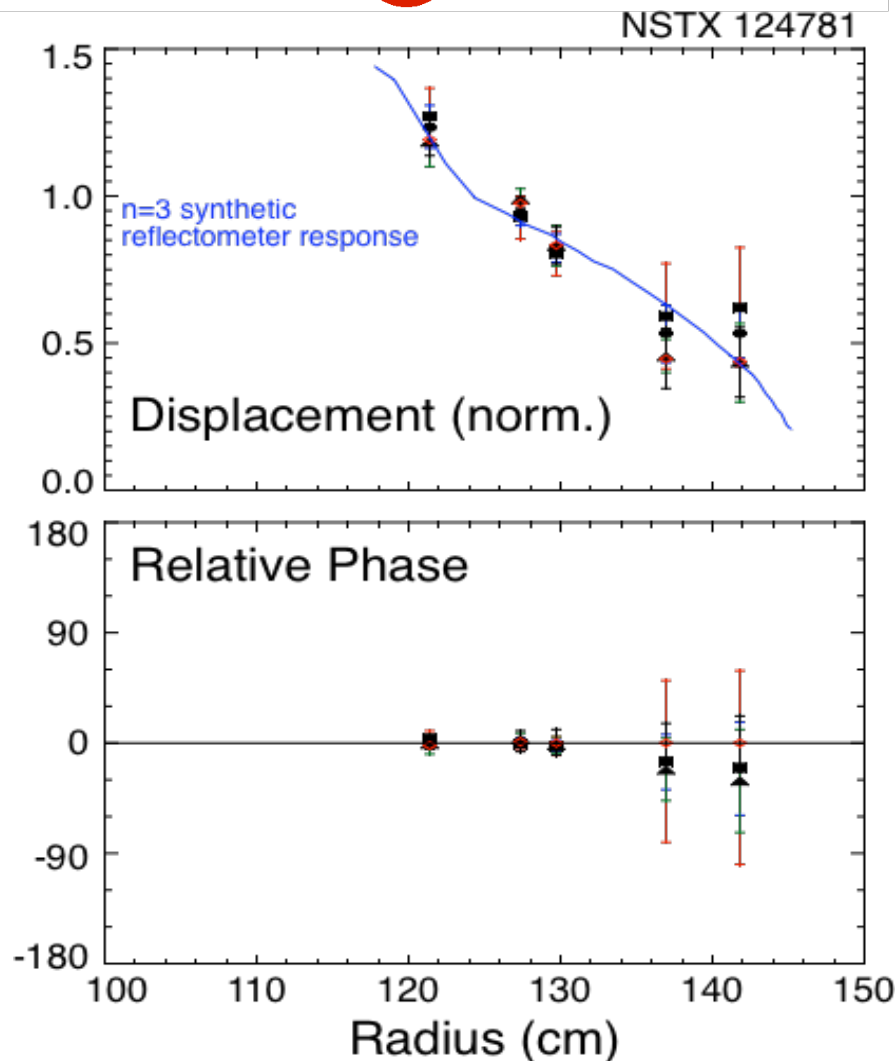 NSTX 124781
1.5
1.0
n=3 synthetic
reflectometer response
0.5
Displacement (norm.)
0.0
180
Relative Phase
90
0
-90
-180
100 110 120 130 140 150
Radius (cm)